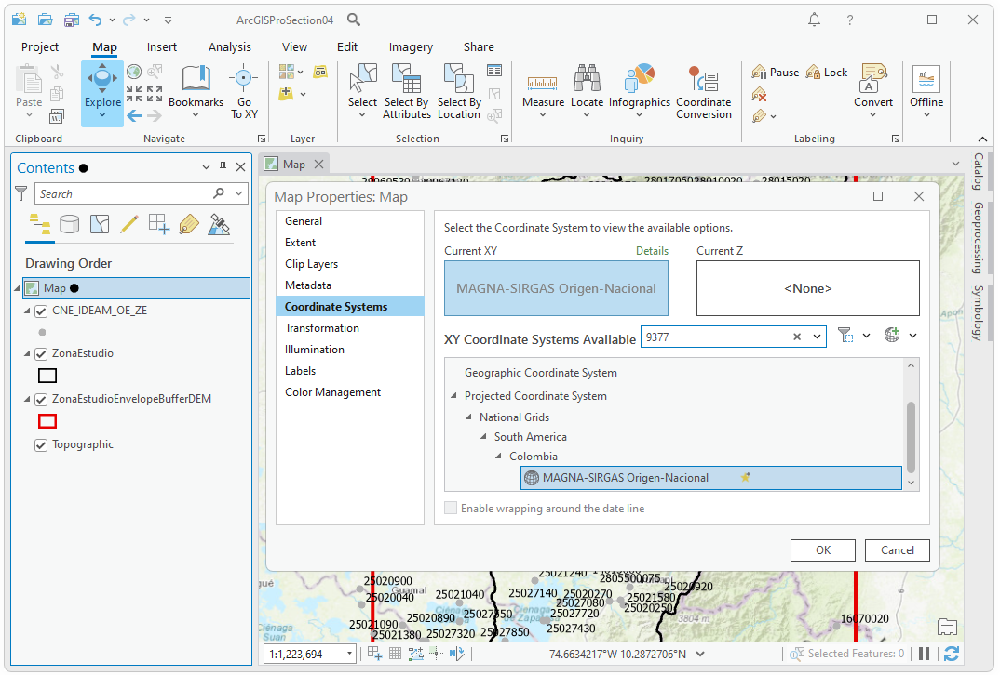 ArcGISProSection04
?
Project Map Insert Analysis View Edit Imagery Share
Paste
Explore
Bookmarks
Go
To XY
Select
Select By
Attributes
Select By
Location
Measure
Locate
Infographics
Coordinate
Conversion
Pause
Lock
Convert
Offline
Clipboard
Navigate
Layer
Selection
Inquiry
Labeling
Contents
Search
Drawing Order
Map
CNE_IDEAM_OE_ZE
ZonaEstudio
ZonaEstudioEnvelopeBufferDEM
Topographic
Map
28017060
28015020
Map Properties: Map
General
Extent
Clip Layers
Metadata
Coordinate Systems
Transformation
Illumination
Labels
Color Management
Select the Coordinate System to view the available options.
Current XY
Details
Current Z
MAGNA-SIRGAS Origen-Nacional
<None>
XY Coordinate Systems Available
9377
Geographic Coordinate System
Projected Coordinate System
National Grids
South America
Colombia
MAGNA-SIRGAS Origen-Nacional
Enable wrapping around the date line
OK
Cancel
Catalog
Geoprocessing
Symbology
25020900
Guamal
25020040
25021040
25021240
25027140
25020270
2805500075
25020920
25021580
25027080
25020250
25020890
25027720
3804 m
16070020
25021090
25021380
25027320
25027850
25027430
Ciénaga
Suan
1:1,223,694
74.6634217°W 10.2872706°N
Selected Features: 0